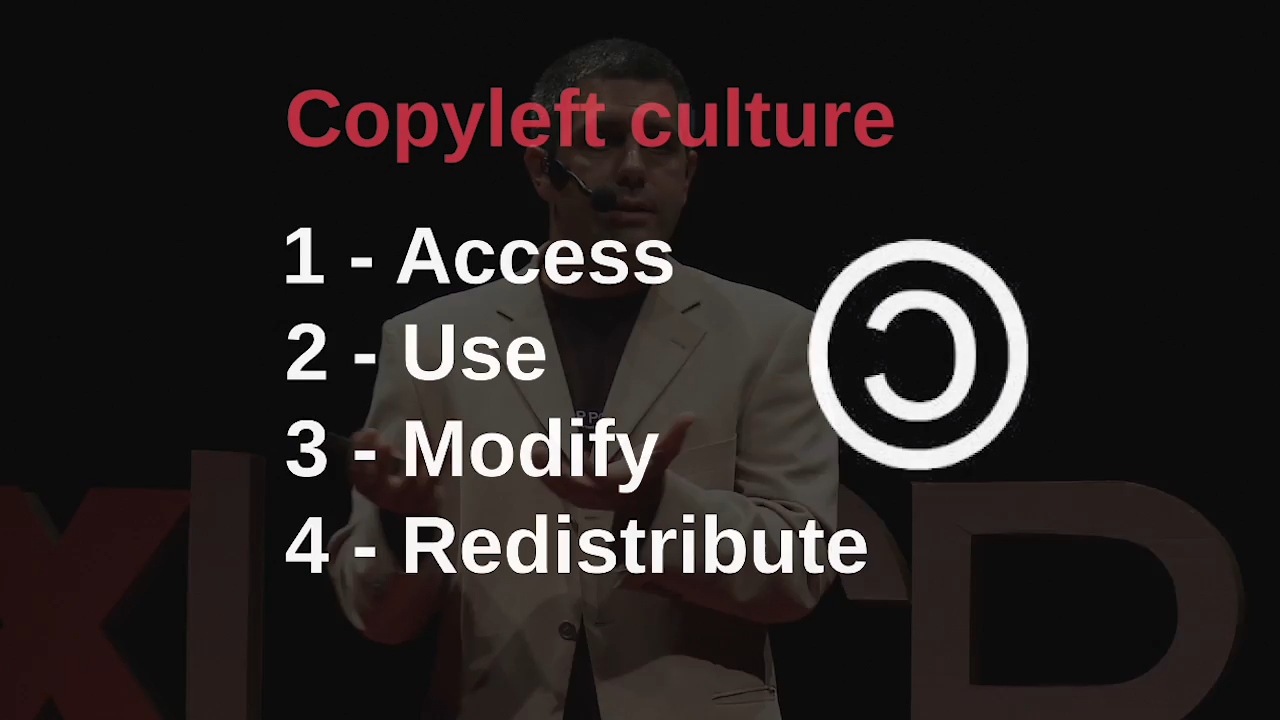 Copyleft culture
1 - Access
2 - Use
3 - Modify
4 - Redistribute